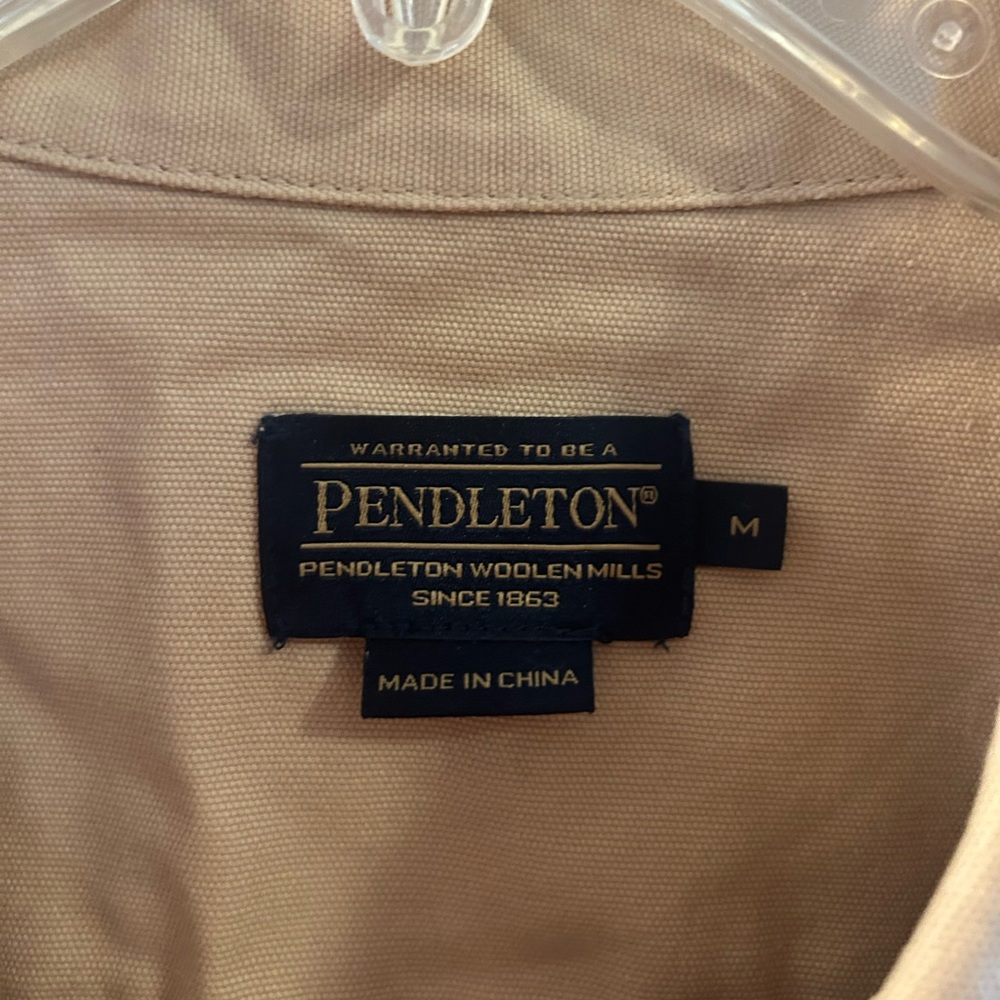 WARRANTED TO BE A
PENDLETON®
PENDLETON WOOLEN MILLS
SINCE 1863
M
MADE IN CHINA